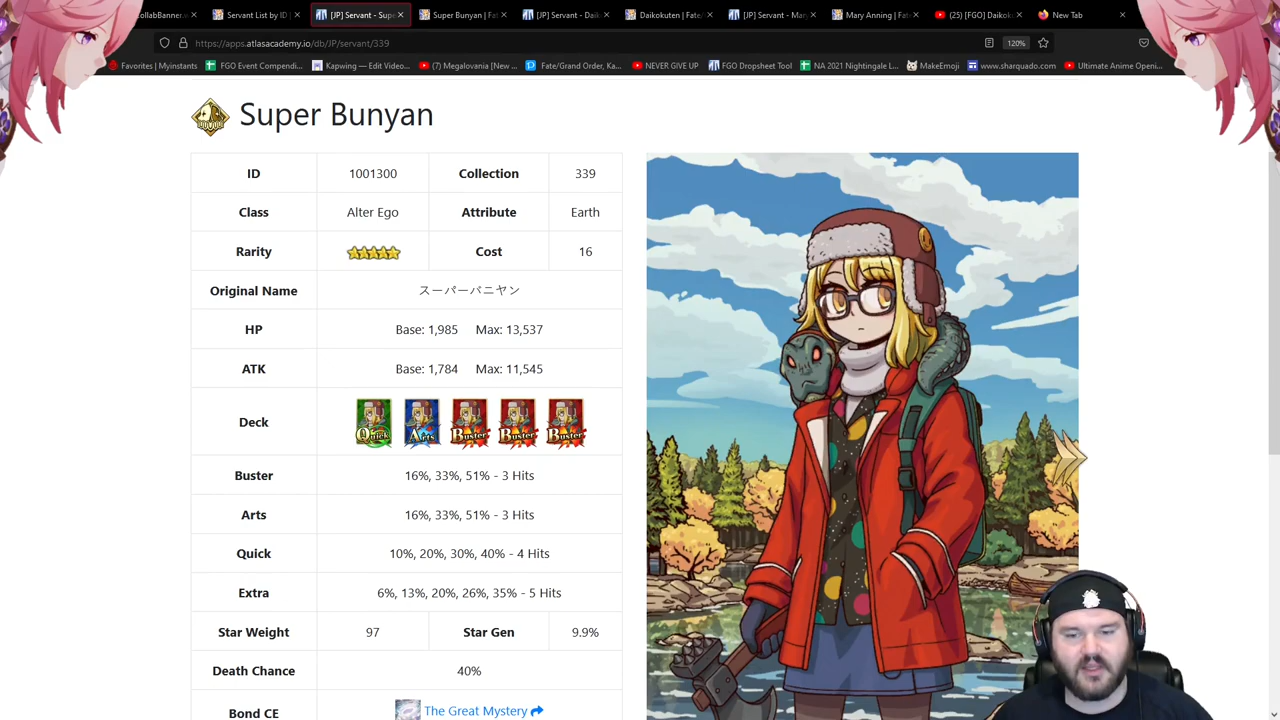 ollabBanner.
Servant List by ID |
[JP] Servant - Supe
Super Bunyan | Fat
[JP] Servant - Daik
Daikokuten | Fate/
[JP] Servant - Mary
Mary Anning | Fate
(25) [FGO] Daikok
New Tab
https://apps.atlasacademy.io/db/JP/servant/339
120%
Favorites | Myinstants
FGO Event Compendi...
Kapwing — Edit Video...
(7) Megalovania [New ...
Fate/Grand Order, Ka...
NEVER GIVE UP
FGO Dropsheet Tool
NA 2021 Nightingale L...
MakeEmoji
www.sharquado.com
Ultimate Anime Openi...
Super Bunyan
ID 1001300 Collection 339
Class Alter Ego Attribute Earth
Rarity Cost 16
Original Name スーパーバニヤン
HP Base: 1,985 Max: 13,537
ATK Base: 1,784 Max: 11,545
Deck Quick Arts Buster Buster Buster
Buster 16%, 33%, 51% - 3 Hits
Arts 16%, 33%, 51% - 3 Hits
Quick 10%, 20%, 30%, 40% - 4 Hits
Extra 6%, 13%, 20%, 26%, 35% - 5 Hits
Star Weight 97 Star Gen 9.9%
Death Chance 40%
Bond CE The Great Mystery